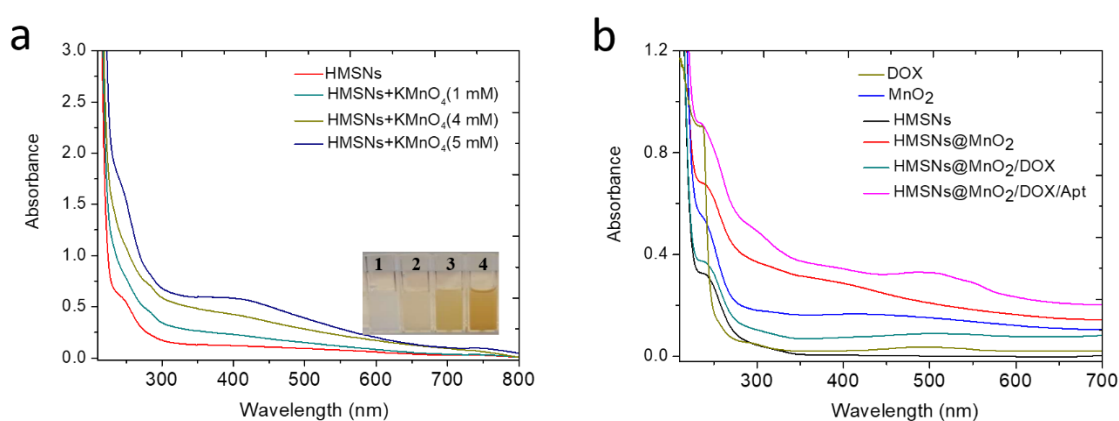 a
3.0
2.5
2.0
1.5
1.0
0.5
0.0
Absorbance
HMSNs
HMSNs+KMnO4(1 mM)
HMSNs+KMnO4(4 mM)
HMSNs+KMnO4(5 mM)
1 2 3 4
300 400 500 600 700 800
Wavelength (nm)
b
1.2
0.8
0.4
0.0
Absorbance
DOX
MnO2
HMSNs
HMSNs@MnO2
HMSNs@MnO2/DOX
HMSNs@MnO2/DOX/Apt
300 400 500 600 700
Wavelength (nm)